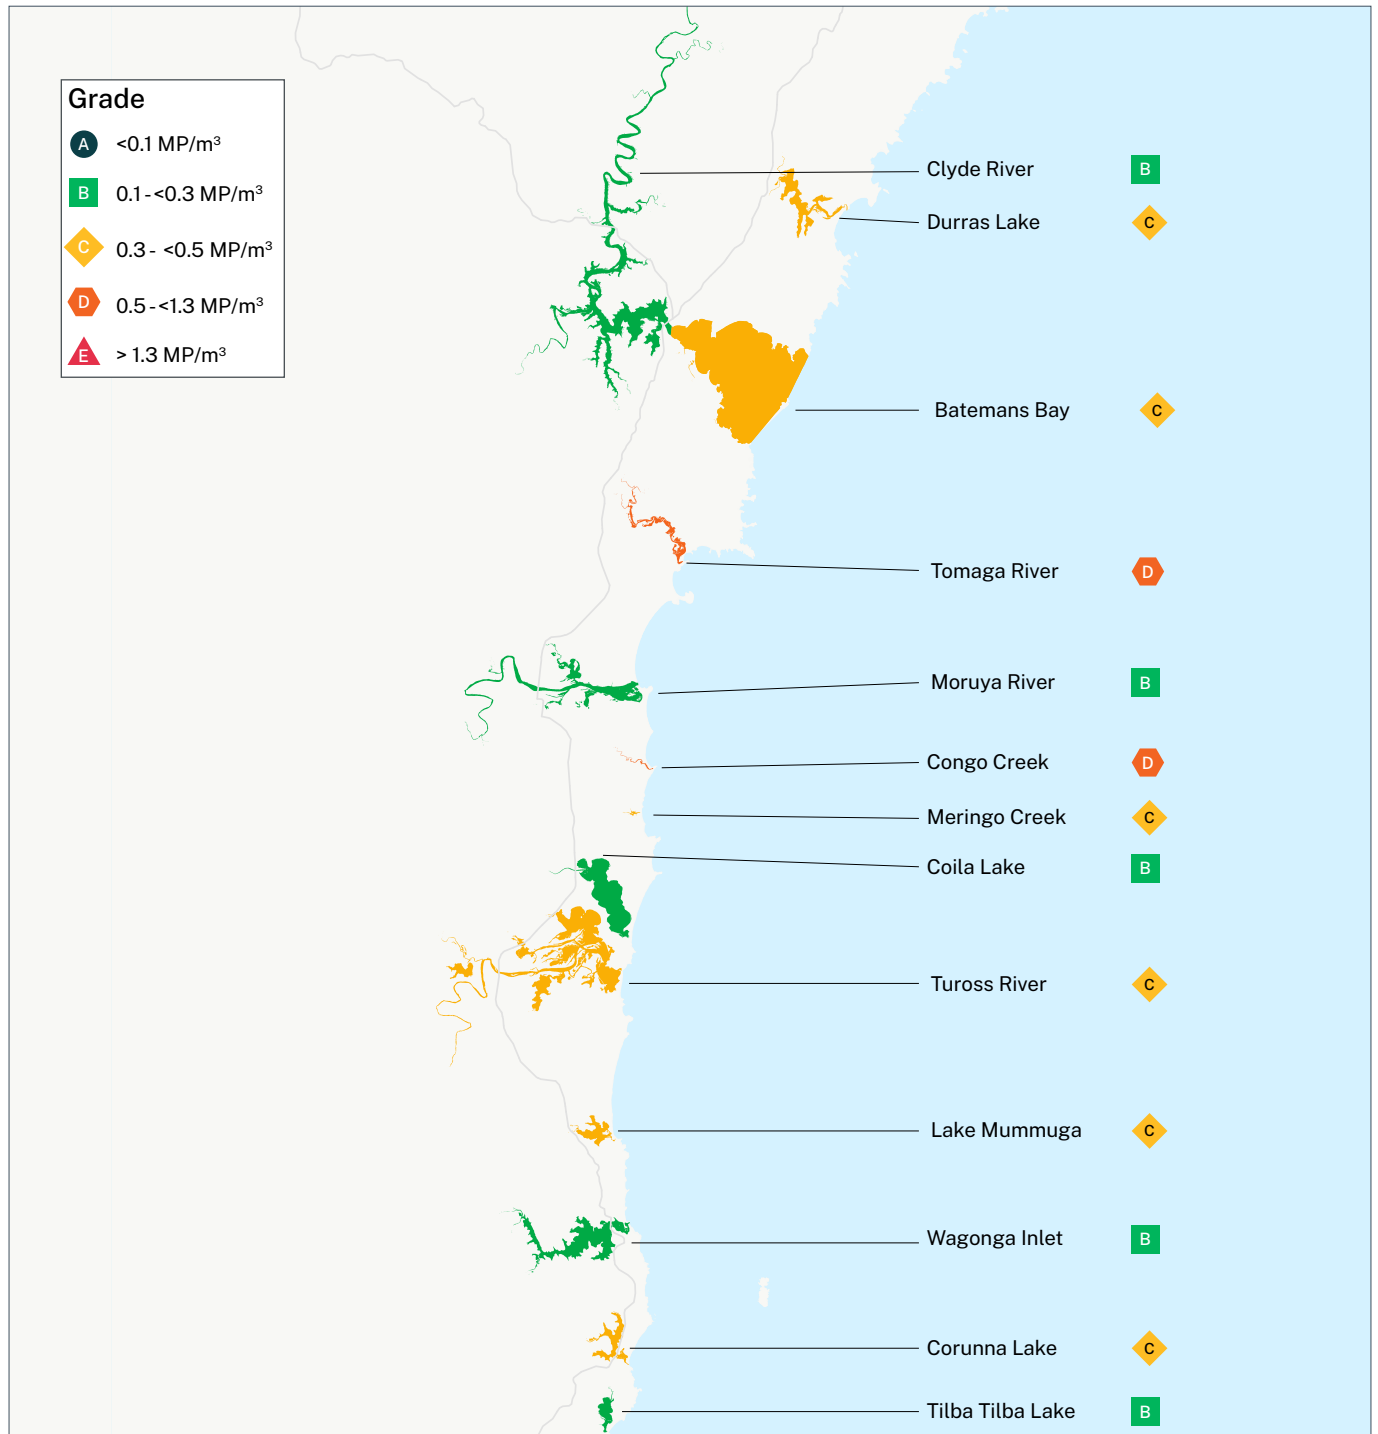 Grade
A <0.1 MP/m³
B 0.1 - <0.3 MP/m³
C 0.3 - <0.5 MP/m³
D 0.5 - <1.3 MP/m³
E > 1.3 MP/m³
Clyde River B
Durras Lake C
Batemans Bay C
Tomaga River D
Moruya River B
Congo Creek D
Meringo Creek C
Coila Lake B
Tuross River C
Lake Mummuga C
Wagonga Inlet B
Corunna Lake C
Tilba Tilba Lake B